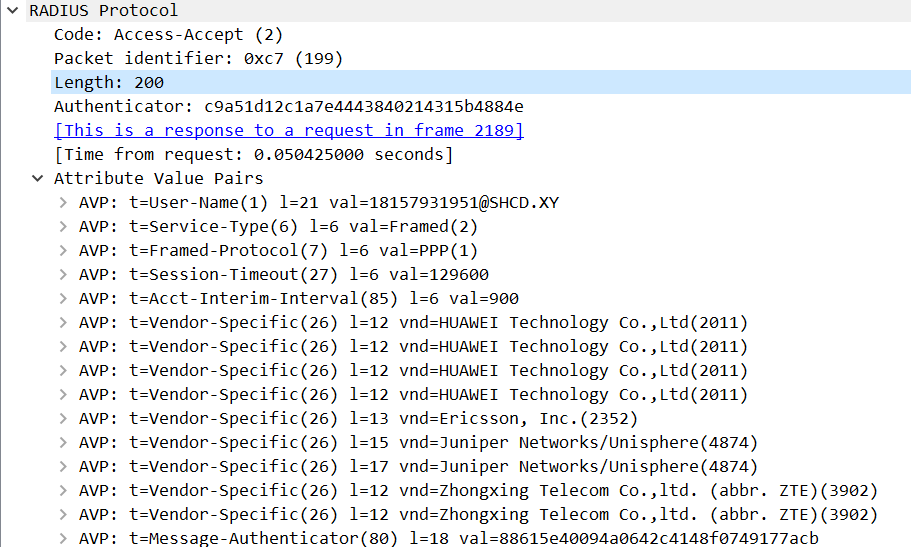 RADIUS Protocol
Code: Access-Accept (2)
Packet identifier: 0xc7 (199)
Length: 200
Authenticator: c9a51d12c1a7e4443840214315b4884e
[This is a response to a request in frame 2189]
[Time from request: 0.050425000 seconds]
Attribute Value Pairs
AVP: t=User-Name(1) l=21 val=18157931951@SHCD.XY
AVP: t=Service-Type(6) l=6 val=Framed(2)
AVP: t=Framed-Protocol(7) l=6 val=PPP(1)
AVP: t=Session-Timeout(27) l=6 val=129600
AVP: t=Acct-Interim-Interval(85) l=6 val=900
AVP: t=Vendor-Specific(26) l=12 vnd=HUAWEI Technology Co.,Ltd(2011)
AVP: t=Vendor-Specific(26) l=12 vnd=HUAWEI Technology Co.,Ltd(2011)
AVP: t=Vendor-Specific(26) l=12 vnd=HUAWEI Technology Co.,Ltd(2011)
AVP: t=Vendor-Specific(26) l=12 vnd=HUAWEI Technology Co.,Ltd(2011)
AVP: t=Vendor-Specific(26) l=13 vnd=Ericsson, Inc.(2352)
AVP: t=Vendor-Specific(26) l=15 vnd=Juniper Networks/Unisphere(4874)
AVP: t=Vendor-Specific(26) l=17 vnd=Juniper Networks/Unisphere(4874)
AVP: t=Vendor-Specific(26) l=12 vnd=Zhongxing Telecom Co.,ltd. (abbr. ZTE)(3902)
AVP: t=Vendor-Specific(26) l=12 vnd=Zhongxing Telecom Co.,ltd. (abbr. ZTE)(3902)
AVP: t=Message-Authenticator(80) l=18 val=88615e40094a0642c4148f0749177acb